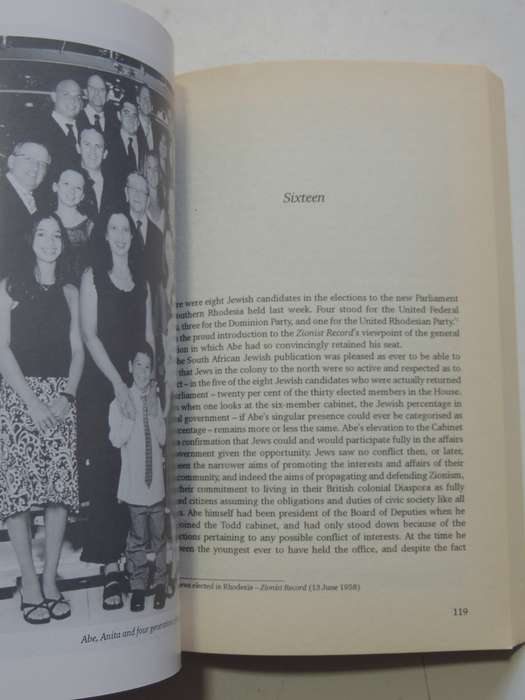 Abe, Anita and four generations
Sixteen
were eight Jewish candidates in the elections to the new Parliament
Southern Rhodesia held last week. Four stood for the United Federal
three for the Dominion Party, and one for the United Rhodesian Party.'
the proud introduction to the Zionist Record's viewpoint of the general
in which Abe had so convincingly retained his seat.
South African Jewish publication was pleased as ever to be able to
that Jews in the colony to the north were so active and respected as to
– in the five of the eight Jewish candidates who were actually returned
– twenty per cent of the thirty elected members in the House.
when one looks at the six-member cabinet, the Jewish percentage in
government – if Abe's singular presence could ever be categorised as
– remains more or less the same. Abe's elevation to the Cabinet
a confirmation that Jews could and would participate fully in the affairs
given the opportunity. Jews saw no conflict then, or later,
the narrower aims of promoting the interests and affairs of their
community, and indeed the aims of propagating and defending Zionism,
their commitment to living in their British colonial Diaspora as fully
citizens assuming the obligations and duties of civic society like all
Abe himself had been president of the Board of Deputies when he
joined the Todd cabinet, and had only stood down because of the
pertaining to any possible conflict of interests. At the time he
been the youngest ever to have held the office, and despite the fact
Jews elected in Rhodesia – Zionist Record (13 June 1958)
119